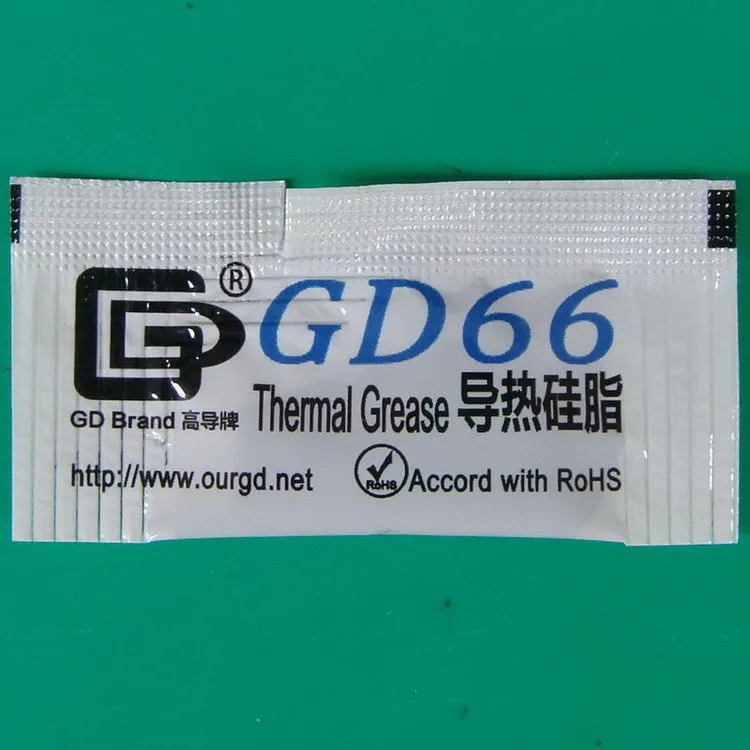 GD®
GD66
GD Brand 高导牌
Thermal Grease 导热硅脂
http://www.ourgd.net
RoHS
Accord with RoHS